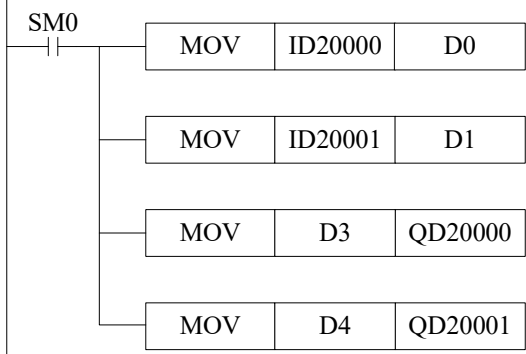 SM0
MOV ID20000 D0
MOV ID20001 D1
MOV D3 QD20000
MOV D4 QD20001